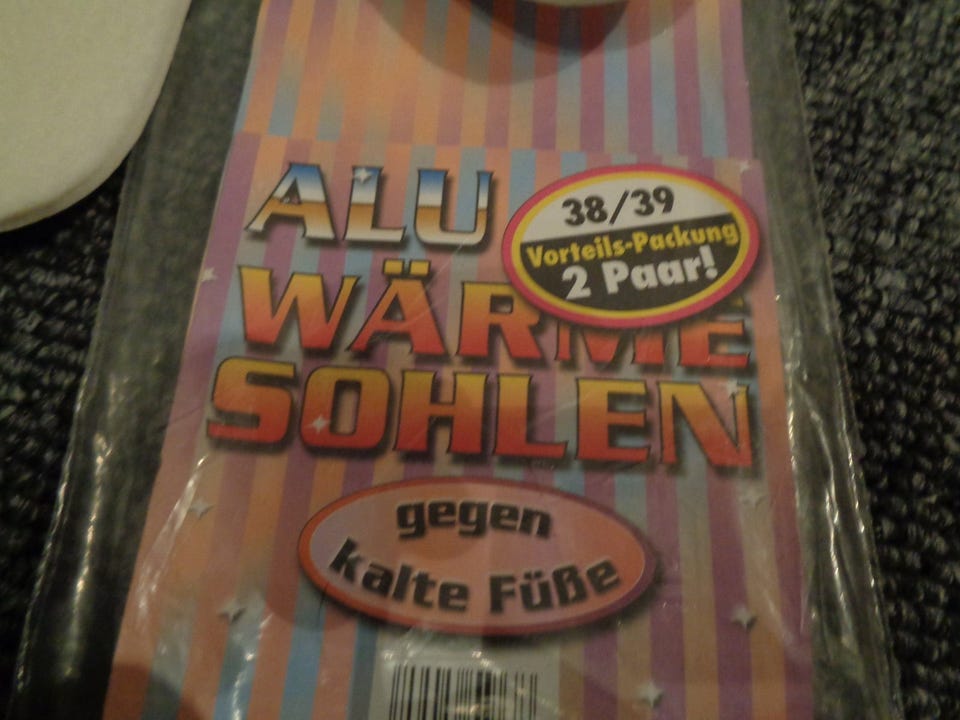 ALU
38/39
Vorteils-Packung
2 Paar!
WÄRME
SOHLEN
gegen
kalte Füße